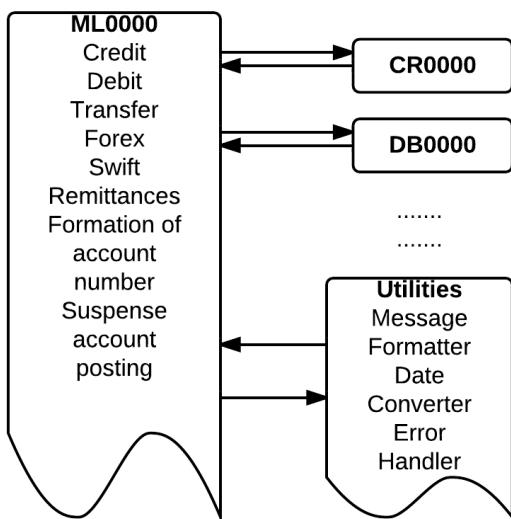 ML0000
Credit
Debit
Transfer
Forex
Swift
Remittances
Formation of
account
number
Suspense
account
posting
CR0000
DB0000
.......
.......
Utilities
Message
Formatter
Date
Converter
Error
Handler